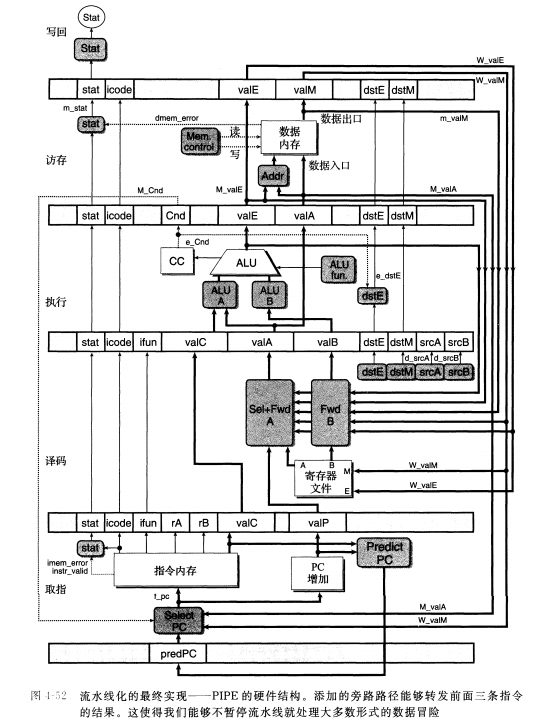 Stat
写回
Stat
W_valE
W_valM
stat icode valE valM dstE dstM
m_stat
dmem_error
数据出口
m_valM
stat
Mem. control
读
写
数据内存
访存
数据入口
Addr
M_Cnd
M_valE
M_valA
stat icode Cnd valE valA dstE dstM
e_Cnd
CC
ALU
ALU fun.
e_dstE
ALU A
ALU B
dstE
执行
stat icode ifun valC valA valB dstE dstM srcA srcB
d_srcA d_srcB
dstE dstM srcA srcB
Sel+Fwd A
Fwd B
译码
A B
寄存器文件
M
E
W_valM
W_valE
stat icode ifun rA rB valC valP
stat
imem_error
instr_valid
指令内存
PC增加
Predict PC
取指
f_pc
M_valA
W_valM
Select PC
predPC
图 4-52 流水线化的最终实现——PIPE的硬件结构。添加的旁路路径能够转发前面三条指令
的结果。这使得我们能够不暂停流水线就处理大多数形式的数据冒险